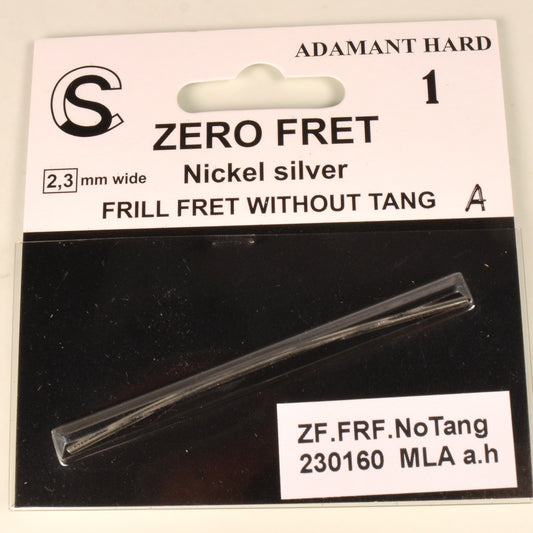 CS
ADAMANT HARD
1
ZERO FRET
2,3 mm wide
Nickel silver
FRILL FRET WITHOUT TANG A
ZF.FRF.NoTang
230160 MLA a.h